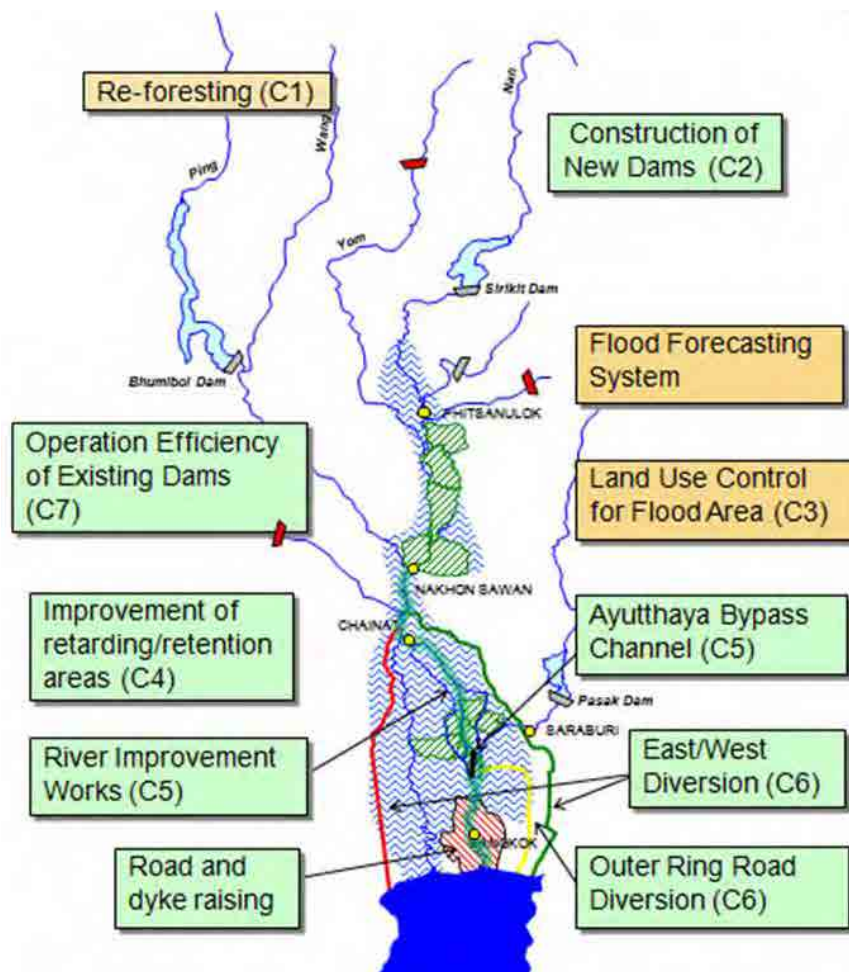 Re-foresting (C1)
Ping
Wang
Nan
Construction of
New Dams (C2)
Yom
Sirikit Dam
Bhumibol Dam
Flood Forecasting
System
PHITSANULOK
Operation Efficiency
of Existing Dams
(C7)
Land Use Control
for Flood Area (C3)
NAKHON SAWAN
Improvement of
retarding/retention
areas (C4)
CHAINAT
Ayutthaya Bypass
Channel (C5)
Pasak Dam
SARABURI
River Improvement
Works (C5)
East/West
Diversion (C6)
BANGKOK
Road and
dyke raising
Outer Ring Road
Diversion (C6)